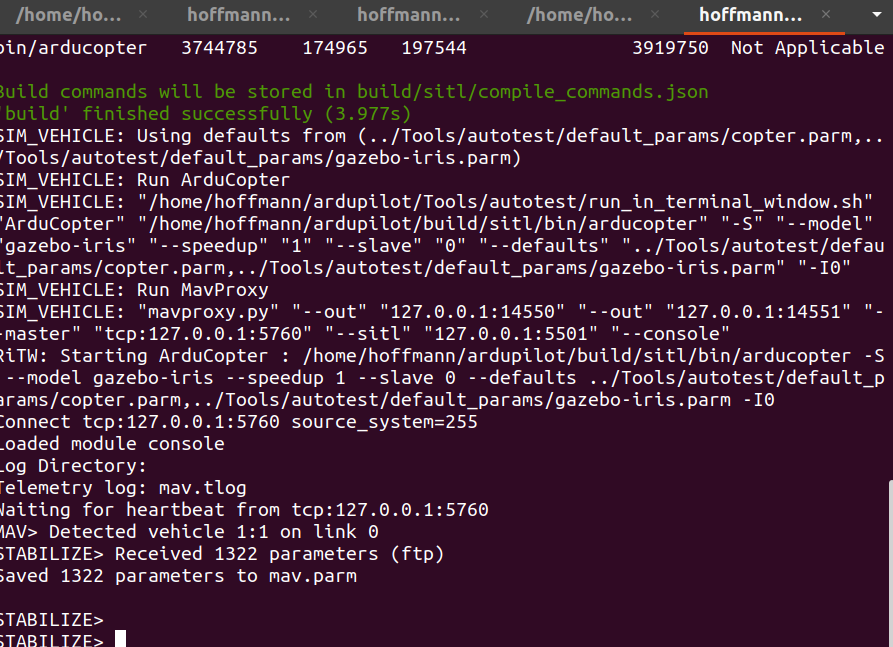 /home/ho... × hoffmann... × hoffmann... × /home/ho... × hoffmann... ×
bin/arducopter 3744785 174965 197544 3919750 Not Applicable
Build commands will be stored in build/sitl/compile_commands.json
'build' finished successfully (3.977s)
SIM_VEHICLE: Using defaults from (../Tools/autotest/default_params/copter.parm,..
/Tools/autotest/default_params/gazebo-iris.parm)
SIM_VEHICLE: Run ArduCopter
SIM_VEHICLE: "/home/hoffmann/ardupilot/Tools/autotest/run_in_terminal_window.sh"
"ArduCopter" "/home/hoffmann/ardupilot/build/sitl/bin/arducopter" "-S" "--model"
"gazebo-iris" "--speedup" "1" "--slave" "0" "--defaults" "../Tools/autotest/defau
lt_params/copter.parm,../Tools/autotest/default_params/gazebo-iris.parm" "-I0"
SIM_VEHICLE: Run MavProxy
SIM_VEHICLE: "mavproxy.py" "--out" "127.0.0.1:14550" "--out" "127.0.0.1:14551" "-
-master" "tcp:127.0.0.1:5760" "--sitl" "127.0.0.1:5501" "--console"
RiTW: Starting ArduCopter : /home/hoffmann/ardupilot/build/sitl/bin/arducopter -S
--model gazebo-iris --speedup 1 --slave 0 --defaults ../Tools/autotest/default_p
arams/copter.parm,../Tools/autotest/default_params/gazebo-iris.parm -I0
Connect tcp:127.0.0.1:5760 source_system=255
Loaded module console
Log Directory:
Telemetry log: mav.tlog
Waiting for heartbeat from tcp:127.0.0.1:5760
MAV> Detected vehicle 1:1 on link 0
STABILIZE> Received 1322 parameters (ftp)
Saved 1322 parameters to mav.parm
STABILIZE>
STABILIZE>